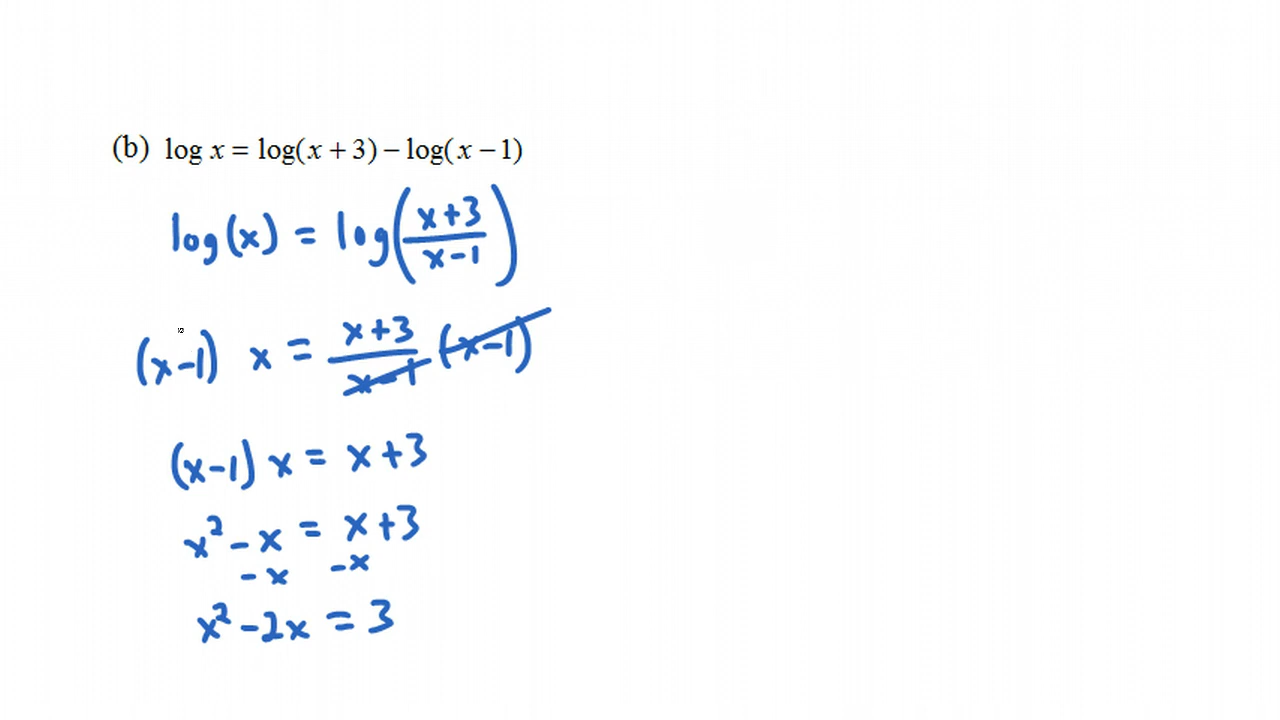 (b) log x = log(x + 3) − log(x − 1)
log(x) = log((x+3)/(x-1))
(x-1) x = (x+3)/(x-1) (x-1)
(x-1) x = x+3
x² - x = x+3
- x -x
x² - 2x = 3